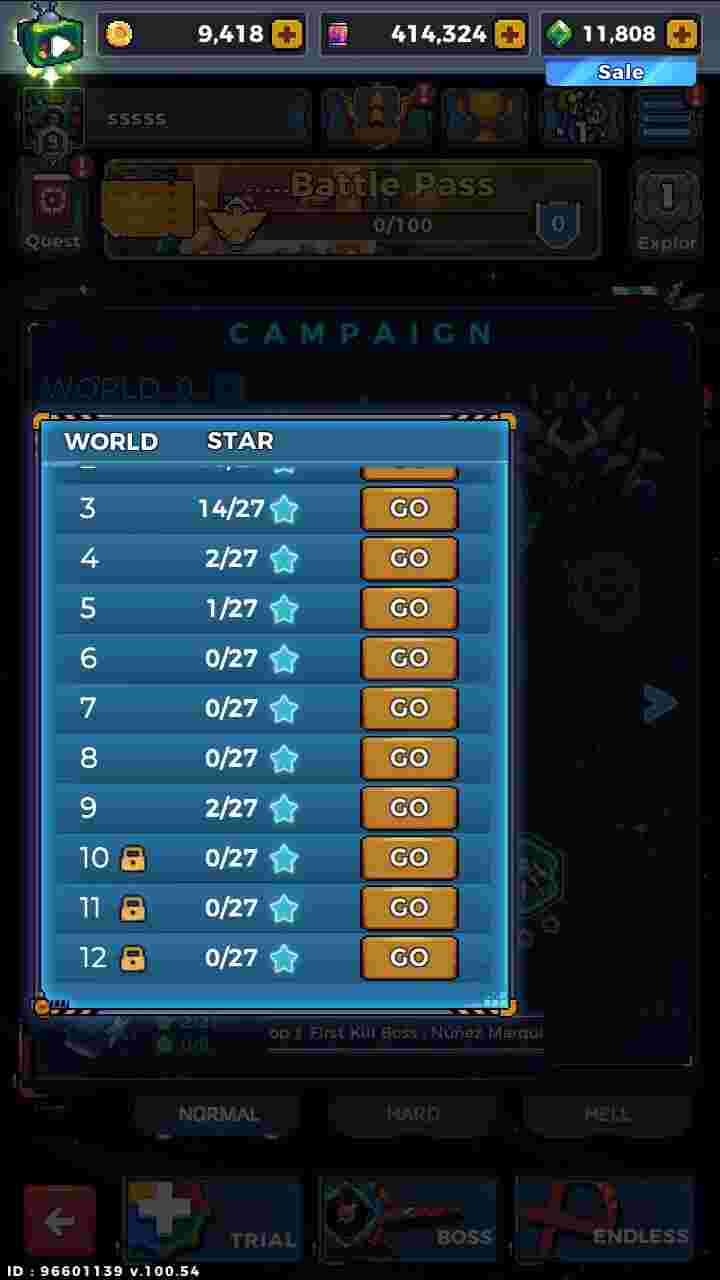 9,418
414,324
11,808
Sale
9
sssss
1
Battle Pass
0/100
0
Quest
1
Explor
CAMPAIGN
WORLD
WORLD STAR
3 14/27 GO
4 2/27 GO
5 1/27 GO
6 0/27 GO
7 0/27 GO
8 0/27 GO
9 2/27 GO
10 0/27 GO
11 0/27 GO
12 0/27 GO
First Kill Boss : Núñez Marqui
NORMAL HARD HELL
TRIAL BOSS ENDLESS
ID : 96601139 v.100.54